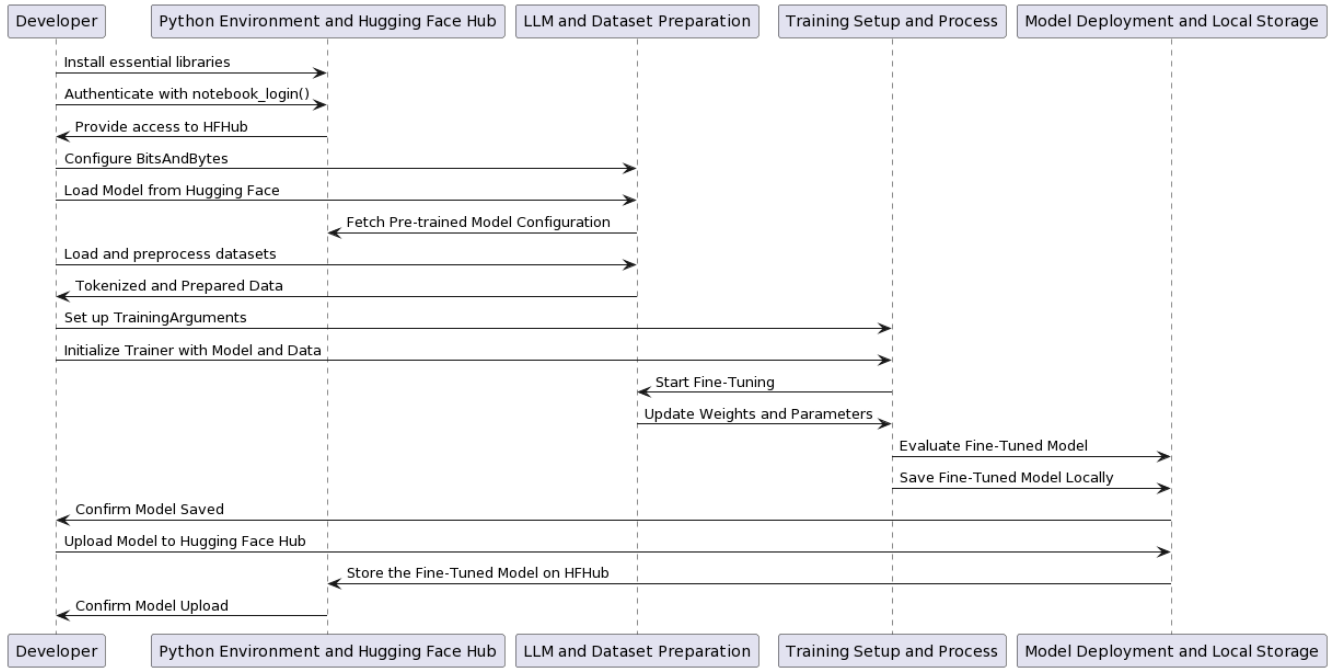 Developer
Python Environment and Hugging Face Hub
LLM and Dataset Preparation
Training Setup and Process
Model Deployment and Local Storage
Install essential libraries
Authenticate with notebook_login()
Provide access to HFHub
Configure BitsAndBytes
Load Model from Hugging Face
Fetch Pre-trained Model Configuration
Load and preprocess datasets
Tokenized and Prepared Data
Set up TrainingArguments
Initialize Trainer with Model and Data
Start Fine-Tuning
Update Weights and Parameters
Evaluate Fine-Tuned Model
Save Fine-Tuned Model Locally
Confirm Model Saved
Upload Model to Hugging Face Hub
Store the Fine-Tuned Model on HFHub
Confirm Model Upload
Developer
Python Environment and Hugging Face Hub
LLM and Dataset Preparation
Training Setup and Process
Model Deployment and Local Storage